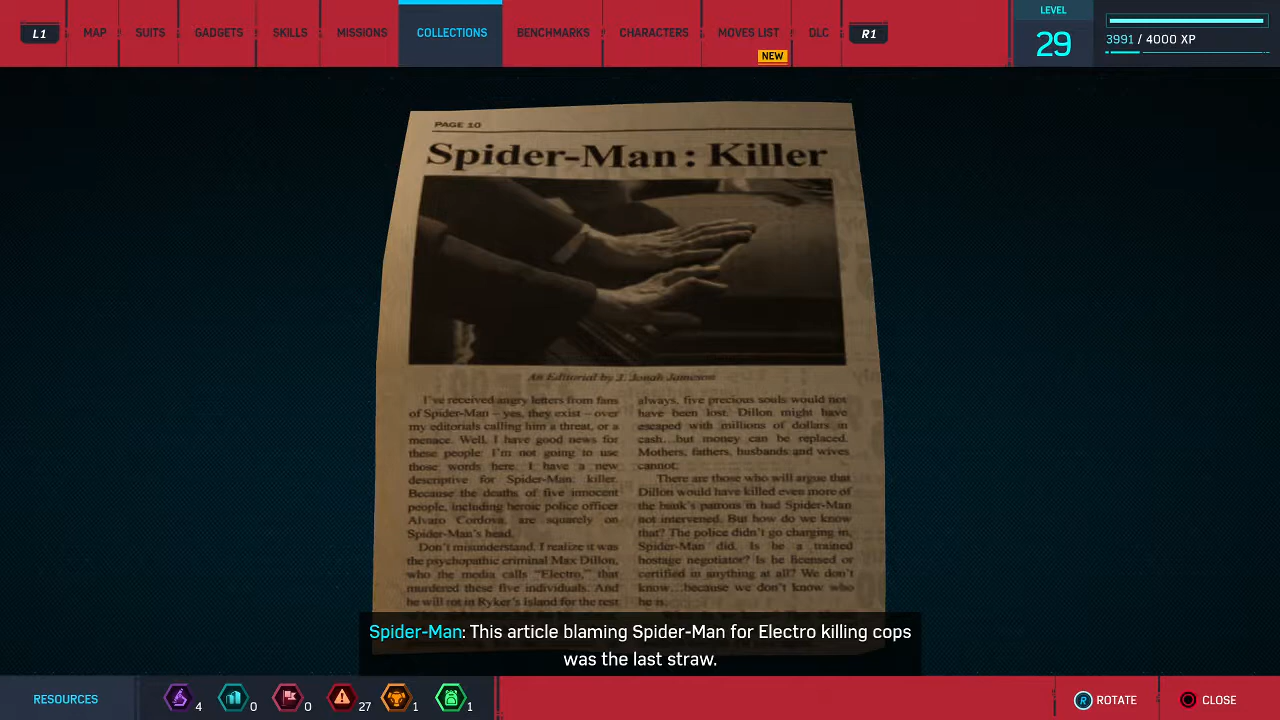 L1 MAP SUITS GADGETS SKILLS MISSIONS COLLECTIONS BENCHMARKS CHARACTERS MOVES LIST DLC R1
NEW
LEVEL
29
3991 / 4000 XP
PAGE 10
Spider-Man: Killer
An Editorial by J. Jonah Jameson
I've received angry letters from fans
of Spider-Man – yes, they exist – over
my editorials calling him a threat, or a
menace. Well, I have good news for
these people: I'm not going to use
those words here. I have a new
descriptive for Spider-Man: killer.
Because the deaths of five innocent
people, including heroic police officer
Alvaro Cordova, are squarely on
Spider-Man's head.
Don't misunderstand, I realize it was
the psychopathic criminal Max Dillon,
who the media calls "Electro," that
murdered these five individuals. And
he will rot in Ryker's Island for the rest
always, five precious souls would not
have been lost. Dillon might have
escaped with millions of dollars in
cash...but money can be replaced.
Mothers, fathers, husbands and wives
cannot.
There are those who will argue that
Dillon would have killed even more of
the bank's patrons in had Spider-Man
not intervened. But how do we know
that? The police didn't go charging in,
Spider-Man did. Is he a trained
hostage negotiator? Is he licensed or
certified in anything at all? We don't
know...because we don't know who
he is.
Spider-Man: This article blaming Spider-Man for Electro killing cops
was the last straw.
RESOURCES 4 0 0 27 1 1
R ROTATE CLOSE